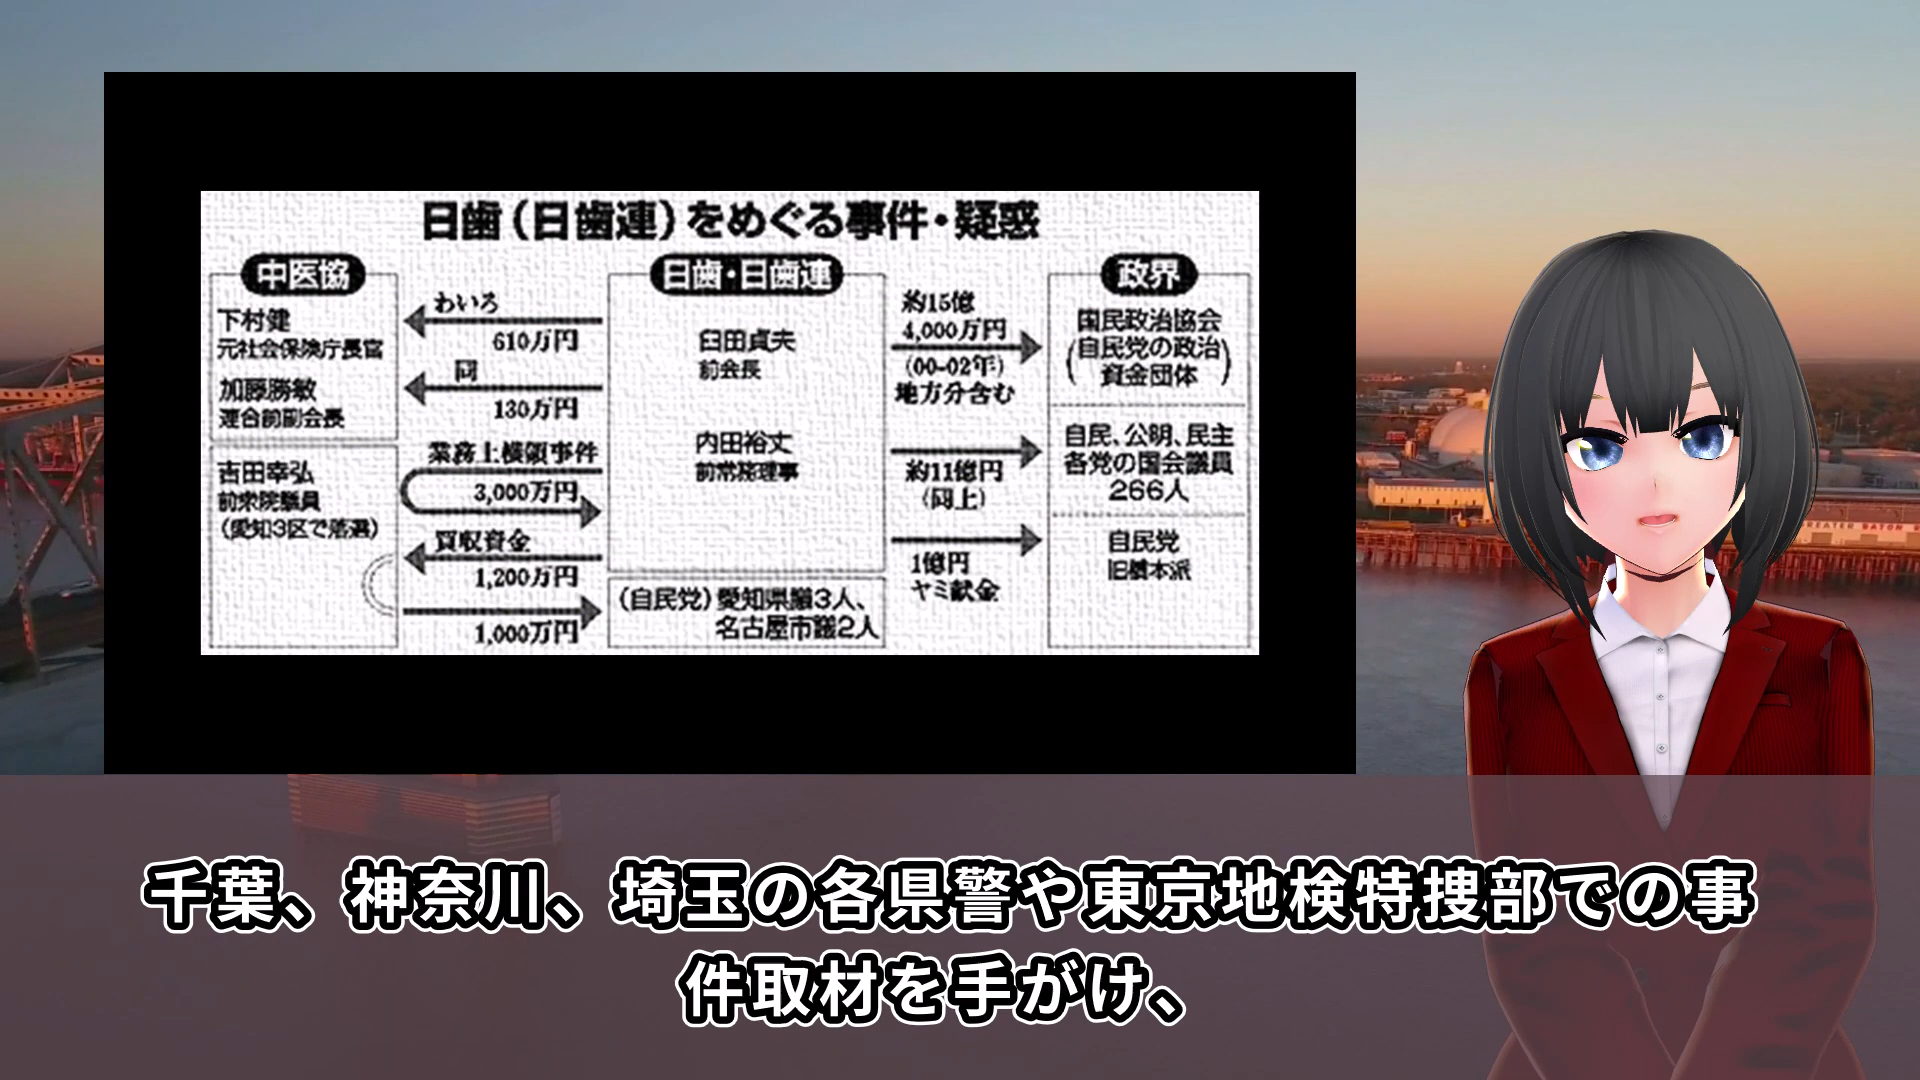 日歯(日歯連)をめぐる事件・疑惑
中医協
下村健
元社会保険庁長官
加藤勝敏
連合前副会長
吉田幸弘
前衆院議員
(愛知3区で落選)
わいろ
610万円
同
130万円
業務上横領事件
3,000万円
買収資金
1,200万円
1,000万円
日歯・日歯連
臼田貞夫
前会長
内田裕丈
前常務理事
(自民党)愛知県議3人、
名古屋市議2人
約15億
4,000万円
(00-02年)
地方分含む
約11億円
(同上)
1億円
ヤミ献金
政界
国民政治協会
(自民党の政治
資金団体)
自民、公明、民主
各党の国会議員
266人
自民党
旧橋本派
千葉、神奈川、埼玉の各県警や東京地検特捜部での事
件取材を手がけ、